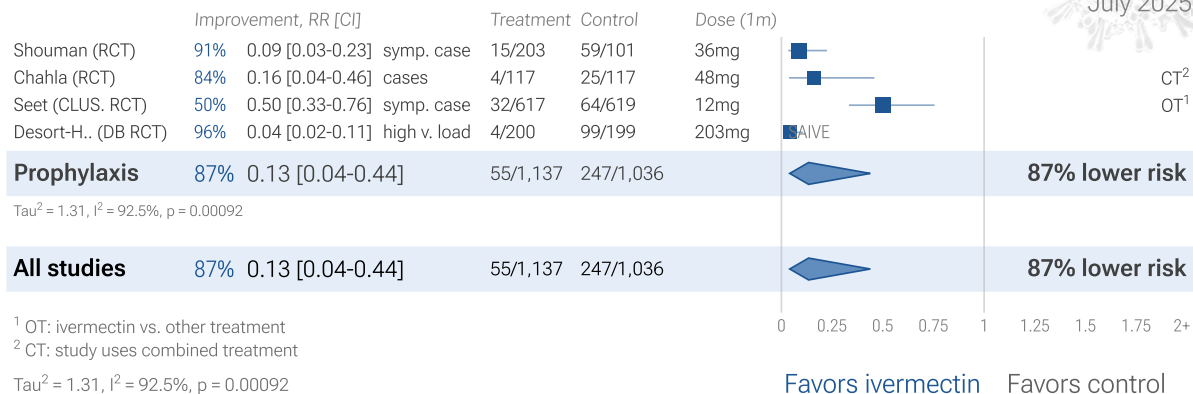 July 2025
Improvement, RR [CI] Treatment Control Dose (1m)
Shouman (RCT) 91% 0.09 [0.03-0.23] symp. case 15/203 59/101 36mg
Chahla (RCT) 84% 0.16 [0.04-0.46] cases 4/117 25/117 48mg CT²
Seet (CLUS. RCT) 50% 0.50 [0.33-0.76] symp. case 32/617 64/619 12mg OT¹
Desort-H.. (DB RCT) 96% 0.04 [0.02-0.11] high v. load 4/200 99/199 203mg SAIVE
Prophylaxis 87% 0.13 [0.04-0.44] 55/1,137 247/1,036 87% lower risk
Tau² = 1.31, I² = 92.5%, p = 0.00092
All studies 87% 0.13 [0.04-0.44] 55/1,137 247/1,036 87% lower risk
0 0.25 0.5 0.75 1 1.25 1.5 1.75 2+
¹ OT: ivermectin vs. other treatment
² CT: study uses combined treatment
Tau² = 1.31, I² = 92.5%, p = 0.00092 Favors ivermectin Favors control